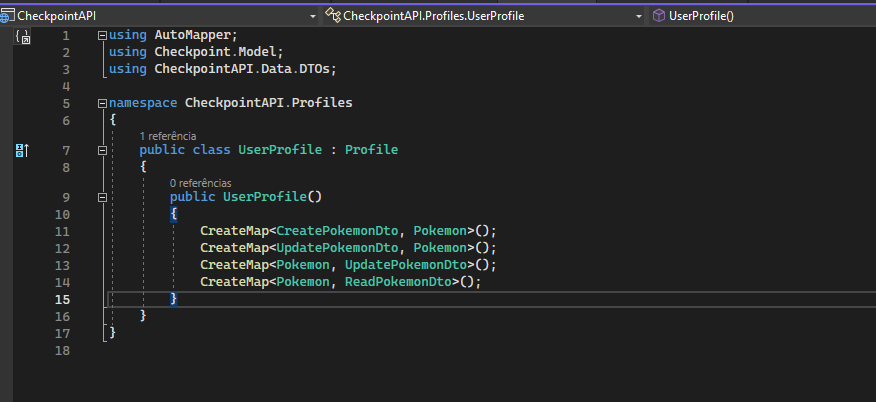 CheckpointAPI CheckpointAPI.Profiles.UserProfile UserProfile()
1 using AutoMapper;
2 using Checkpoint.Model;
3 using CheckpointAPI.Data.DTOs;
4
5 namespace CheckpointAPI.Profiles
6 {
1 referência
7 public class UserProfile : Profile
8 {
0 referências
9 public UserProfile()
10 {
11 CreateMap<CreatePokemonDto, Pokemon>();
12 CreateMap<UpdatePokemonDto, Pokemon>();
13 CreateMap<Pokemon, UpdatePokemonDto>();
14 CreateMap<Pokemon, ReadPokemonDto>();
15 }
16 }
17 }
18